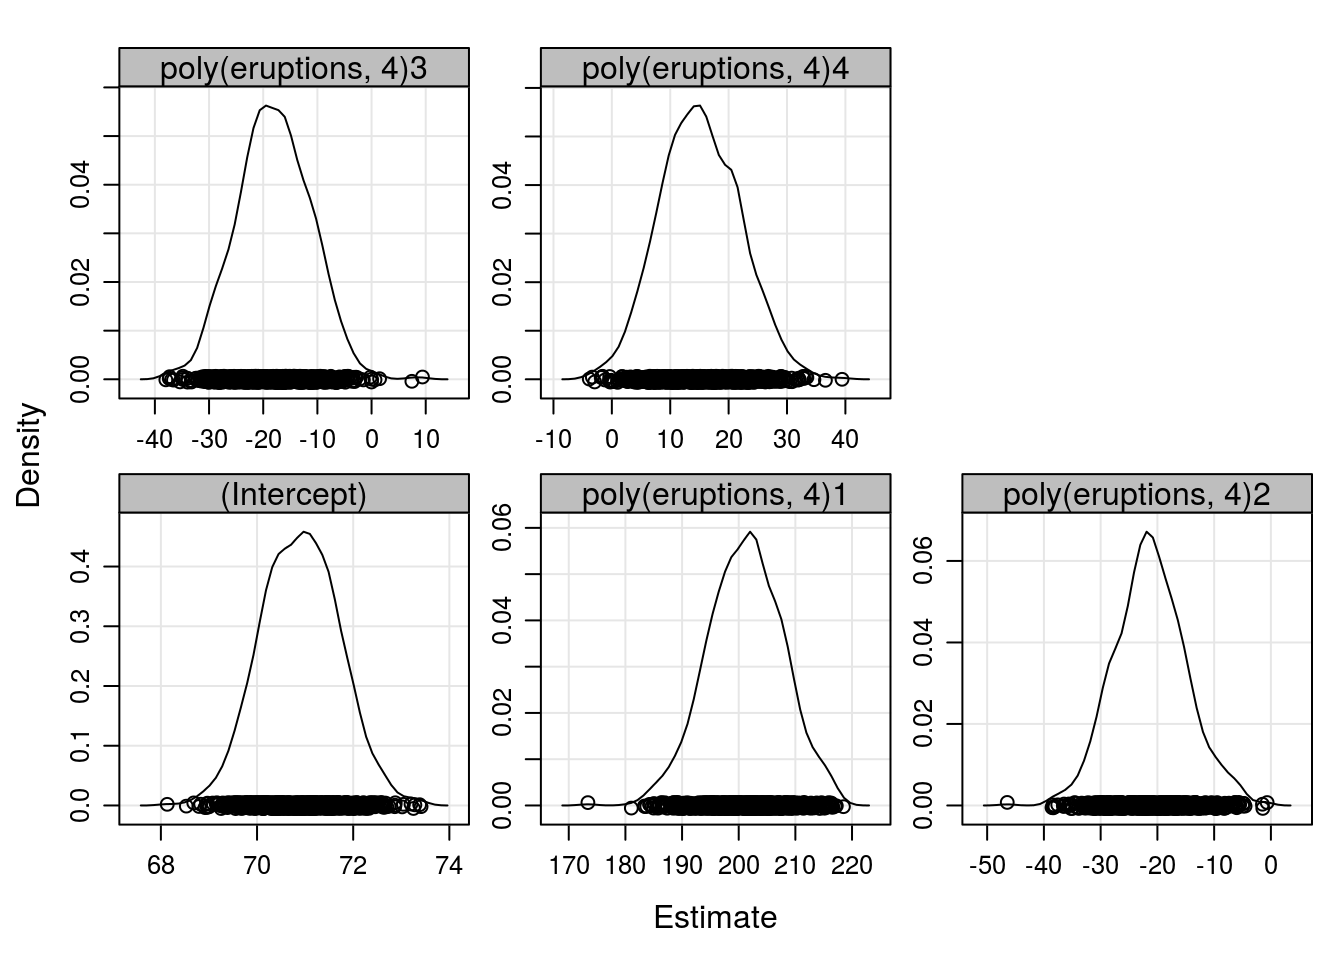 poly(eruptions, 4)3
poly(eruptions, 4)4
0.00 0.02 0.04
0.00 0.02 0.04
-40 -30 -20 -10 0 10
-10 0 10 20 30 40
Density
(Intercept)
poly(eruptions, 4)1
poly(eruptions, 4)2
0.0 0.1 0.2 0.3 0.4
0.00 0.02 0.04 0.06
0.00 0.02 0.04 0.06
68 70 72 74
170 180 190 200 210 220
-50 -40 -30 -20 -10 0
Estimate